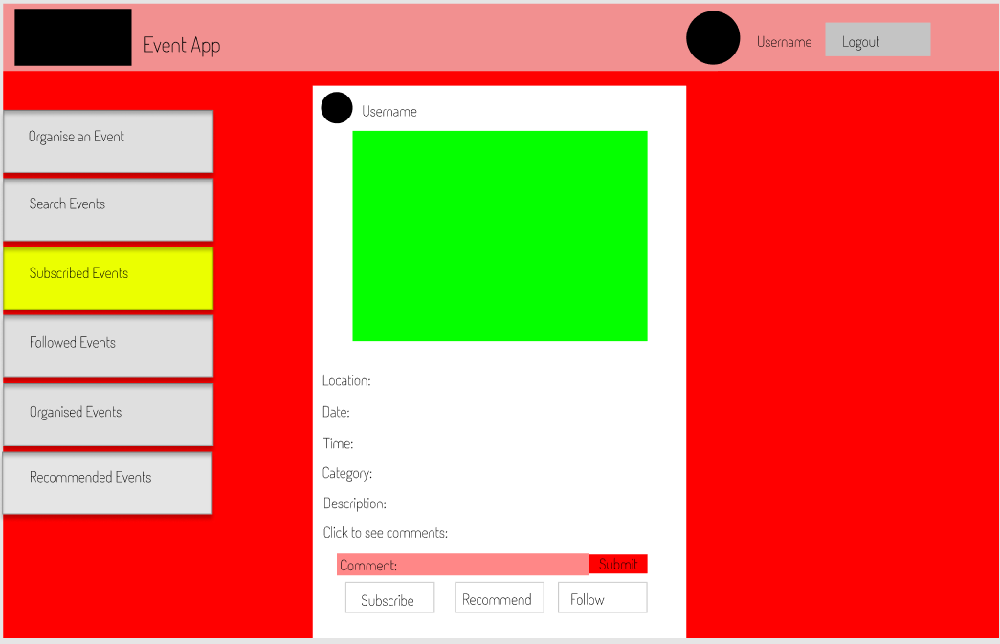 Event App
Username
Logout
Organise an Event
Search Events
Subscribed Events
Followed Events
Organised Events
Recommended Events
Username
Location:
Date:
Time:
Category:
Description:
Click to see comments:
Comment:
Submit
Subscribe
Recommend
Follow